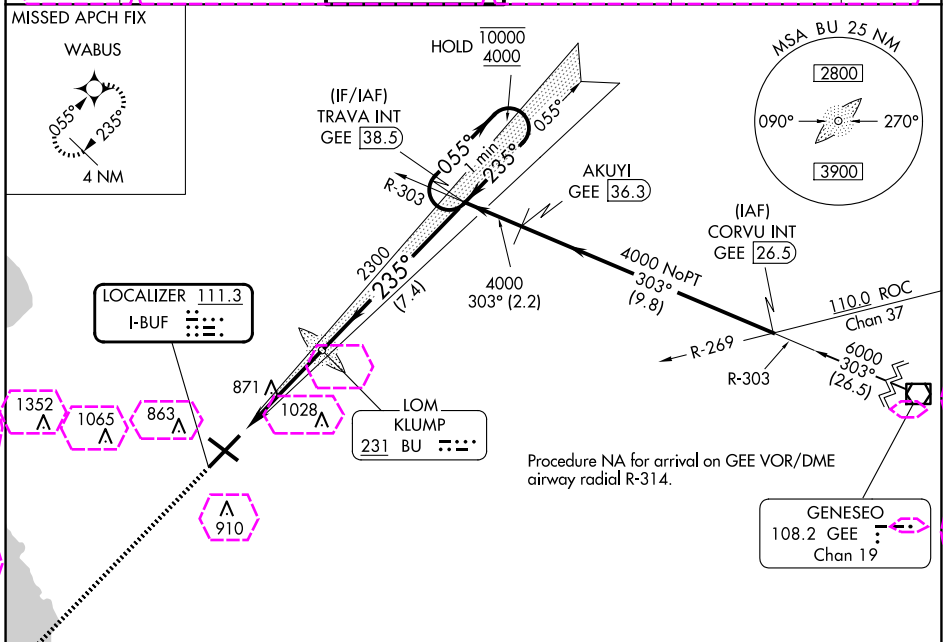 MISSED APCH FIX
WABUS
055°
235°
4 NM
HOLD
10000
4000
MSA BU 25 NM
2800
090°
270°
3900
(IF/IAF)
TRAVA INT
GEE 38.5
055°
055°
1 min
235°
R-303
AKUYI
GEE 36.3
(IAF)
CORVU INT
GEE 26.5
2300
235°
(7.4)
4000
303° (2.2)
4000 NoPT
303°
(9.8)
110.0 ROC
Chan 37
R-269
R-303
6000
303°
(26.5)
LOCALIZER 111.3
I-BUF
871
1352
1065
863
1028
LOM
KLUMP
231 BU
910
Procedure NA for arrival on GEE VOR/DME
airway radial R-314.
GENESEO
108.2 GEE
Chan 19